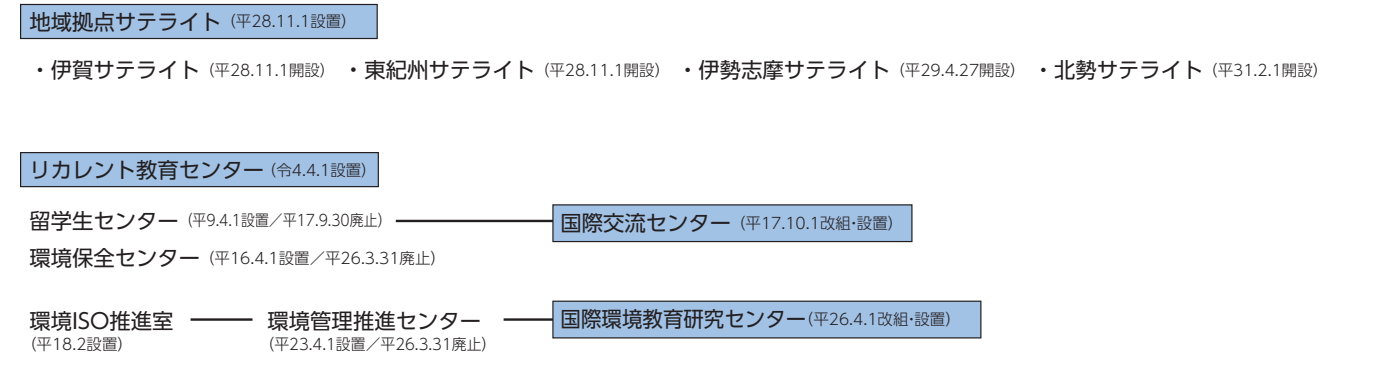 地域拠点サテライト（平28.11.1設置）
・伊賀サテライト（平28.11.1開設） ・東紀州サテライト（平28.11.1開設） ・伊勢志摩サテライト（平29.4.27開設） ・北勢サテライト（平31.2.1開設）
リカレント教育センター（令4.4.1設置）
留学生センター（平9.4.1設置／平17.9.30廃止） 国際交流センター（平17.10.1改組・設置）
環境保全センター（平16.4.1設置／平26.3.31廃止）
環境ISO推進室 環境管理推進センター 国際環境教育研究センター（平26.4.1改組・設置）
（平18.2設置） （平23.4.1設置／平26.3.31廃止）